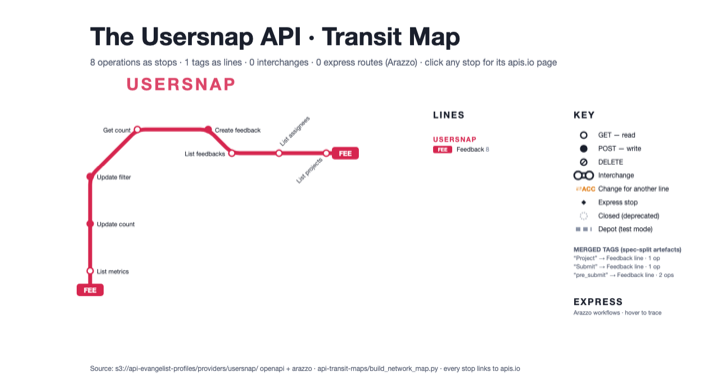 The Usersnap API · Transit Map
8 operations as stops · 1 tags as lines · 0 interchanges · 0 express routes (Arazzo) · click any stop for its apis.io page
USERSNAP
Get count
Create feedback
List feedbacks
List assignees
List projects
FEE
Update filter
Update count
List metrics
FEE
LINES
USERSNAP
FEE Feedback 8
KEY
GET — read
POST — write
DELETE
Interchange
ACC Change for another line
Express stop
Closed (deprecated)
Depot (test mode)
MERGED TAGS (spec-split artefacts)
"Project" → Feedback line · 1 op
"Submit" → Feedback line · 1 op
"pre_submit" → Feedback line · 2 ops
EXPRESS
Arazzo workflows · hover to trace
Source: s3://api-evangelist-profiles/providers/usersnap/ openapi + arazzo · api-transit-maps/build_network_map.py · every stop links to apis.io